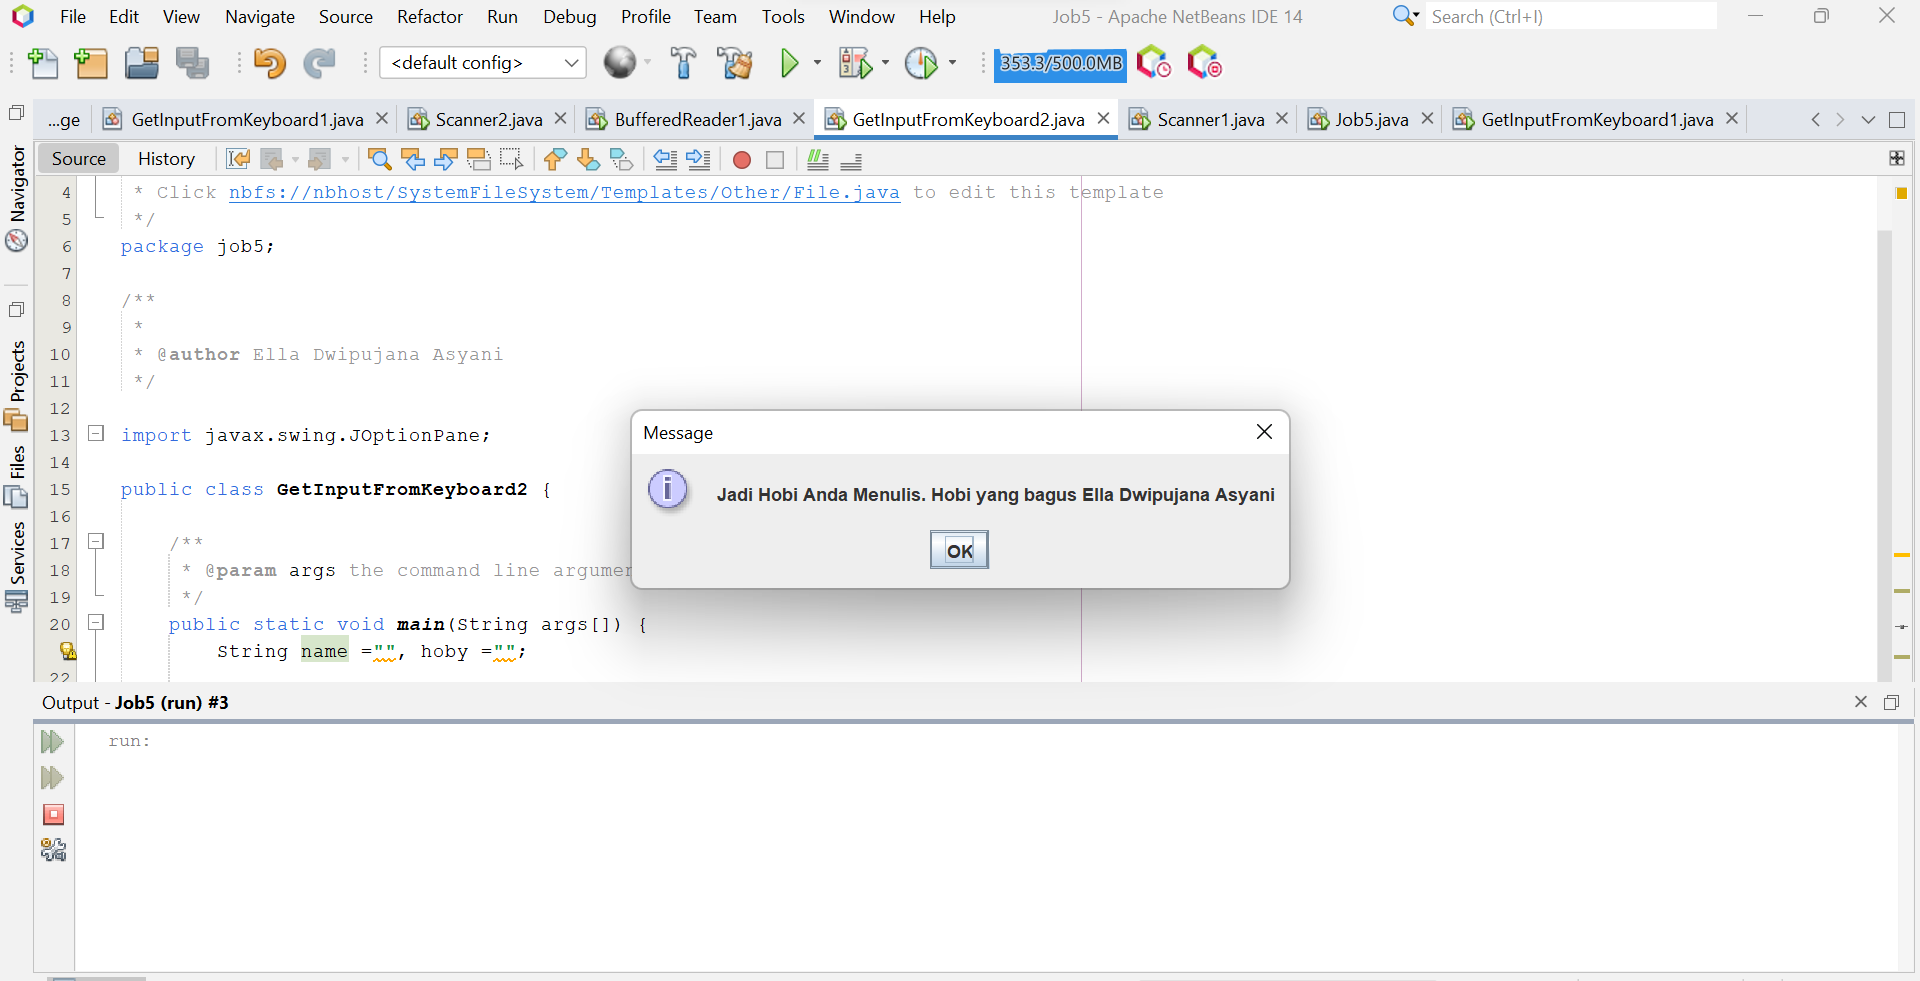 File Edit View Navigate Source Refactor Run Debug Profile Team Tools Window Help Job5 - Apache NetBeans IDE 14 Search (Ctrl+I)
<default config> 353.3/500.0MB
...ge GetInputFromKeyboard1.java Scanner2.java BufferedReader1.java GetInputFromKeyboard2.java Scanner1.java Job5.java GetInputFromKeyboard1.java
Source History
Navigator
Projects
Files
Services
4 * Click nbfs://nbhost/SystemFileSystem/Templates/Other/File.java to edit this template
5 */
6 package job5;
7
8 /**
9 *
10 * @author Ella Dwipujana Asyani
11 */
12
13 import javax.swing.JOptionPane;
14
15 public class GetInputFromKeyboard2 {
16
17 /**
18 * @param args the command line argumen
19 */
20 public static void main(String args[]) {
String name ="", hoby ="";
22
Message
Jadi Hobi Anda Menulis. Hobi yang bagus Ella Dwipujana Asyani
OK
Output - Job5 (run) #3
run: